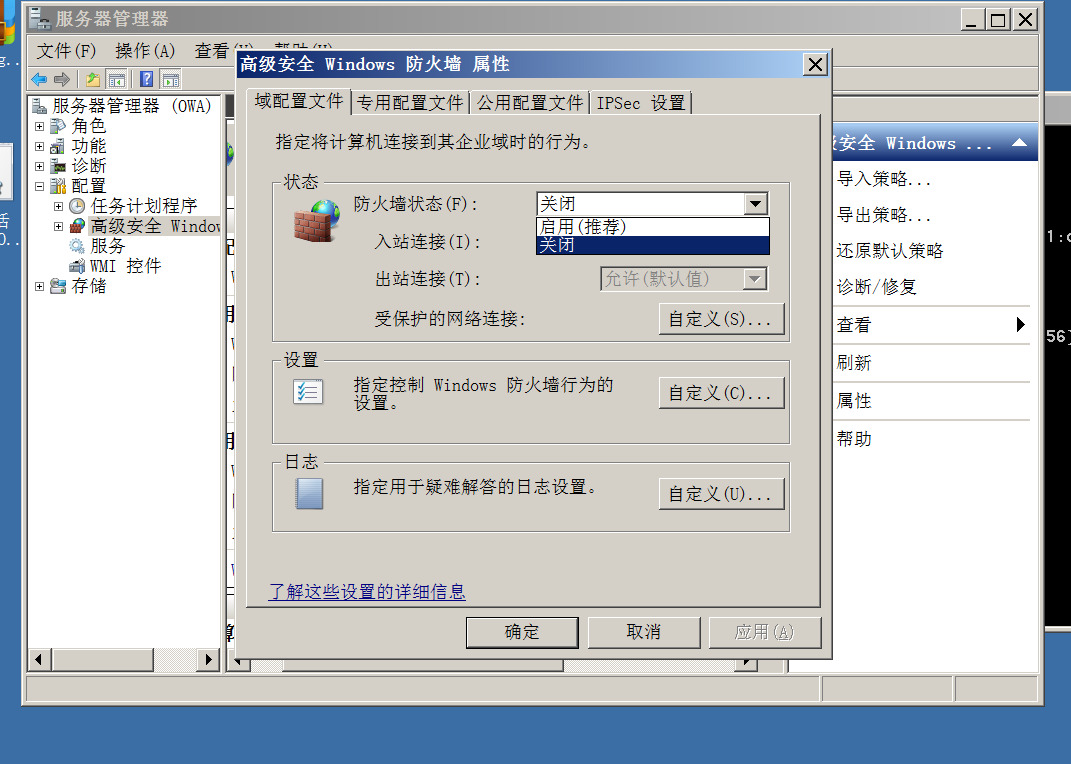 服务器管理器
文件(F) 操作(A) 查看(V) 帮助(H)
服务器管理器 (OWA)
角色
功能
诊断
配置
任务计划程序
高级安全 Window
服务
WMI 控件
存储
高级安全 Windows 防火墙 属性
域配置文件 专用配置文件 公用配置文件 IPSec 设置
指定将计算机连接到其企业域时的行为。
状态
防火墙状态(F): 关闭
启用(推荐)
关闭
入站连接(I):
出站连接(T): 允许(默认值)
受保护的网络连接: 自定义(S)...
设置
指定控制 Windows 防火墙行为的
设置。
自定义(C)...
日志
指定用于疑难解答的日志设置。 自定义(U)...
了解这些设置的详细信息
确定 取消 应用(A)
安全 Windows ...
导入策略...
导出策略...
还原默认策略
诊断/修复
查看
刷新
属性
帮助
56]